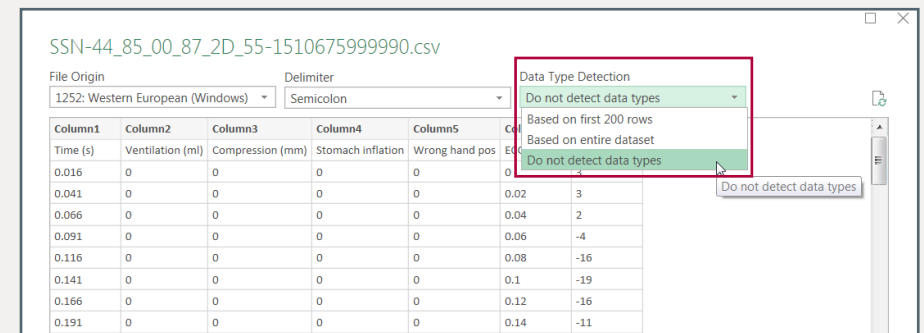 SSN-44_85_00_87_2D_55-1510675999990.csv
File Origin Delimiter Data Type Detection
1252: Western European (Windows) Semicolon Do not detect data types
Based on first 200 rows
Based on entire dataset
Do not detect data types
Do not detect data types
Column1 Column2 Column3 Column4 Column5
Time (s) Ventilation (ml) Compression (mm) Stomach inflation Wrong hand pos
0.016 0 0 0 0 0 3
0.041 0 0 0 0 0.02 3
0.066 0 0 0 0 0.04 2
0.091 0 0 0 0 0.06 -4
0.116 0 0 0 0 0.08 -16
0.141 0 0 0 0 0.1 -19
0.166 0 0 0 0 0.12 -16
0.191 0 0 0 0 0.14 -11